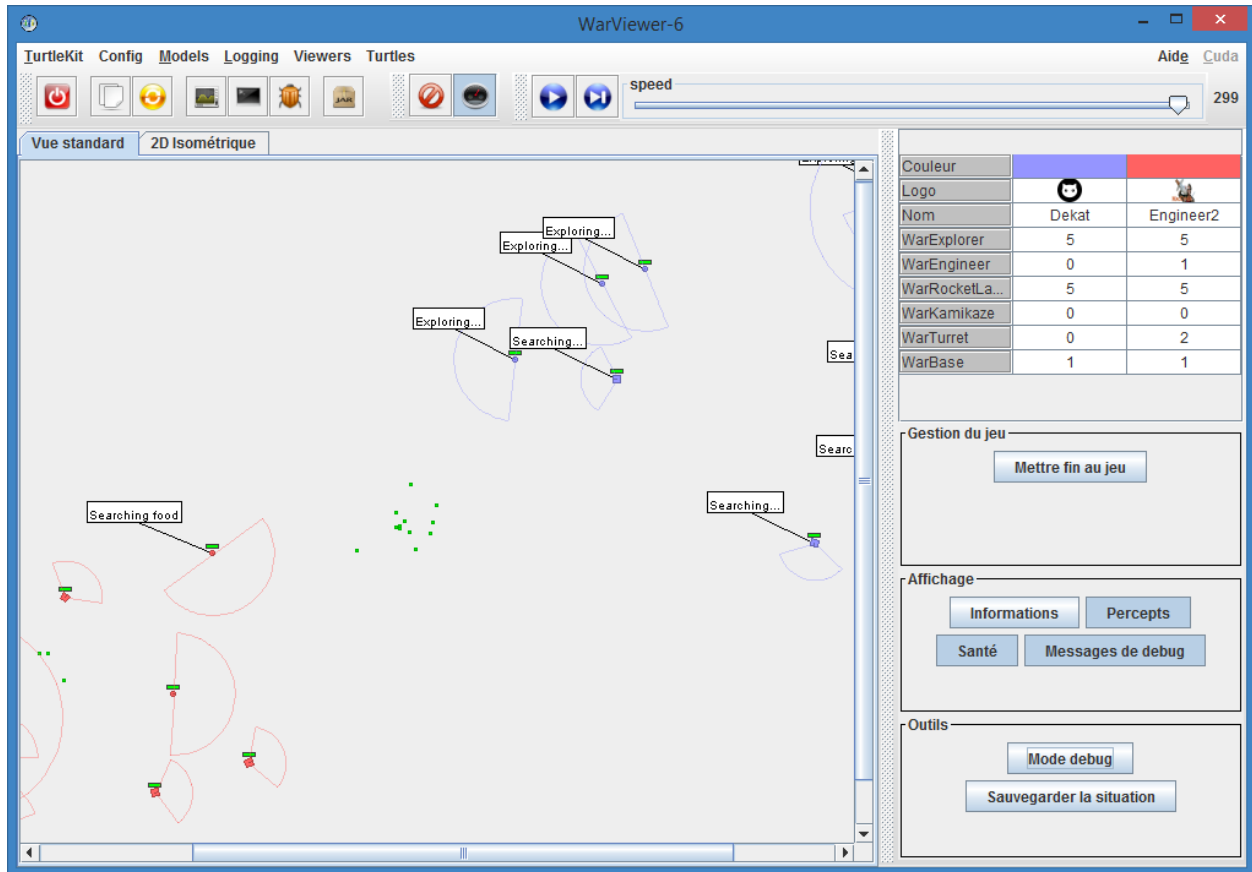 WarViewer-6
TurtleKit Config Models Logging Viewers Turtles Aide Cuda
JAR
speed
299
Vue standard 2D Isométrique
Exploring...
Exploring...
Exploring...
Searching...
Sea
Searc
Searching...
Searching food
Couleur
Logo
Nom Dekat Engineer2
WarExplorer 5 5
WarEngineer 0 1
WarRocketLa... 5 5
WarKamikaze 0 0
WarTurret 0 2
WarBase 1 1
Gestion du jeu
Mettre fin au jeu
Affichage
Informations Percepts
Santé Messages de debug
Outils
Mode debug
Sauvegarder la situation